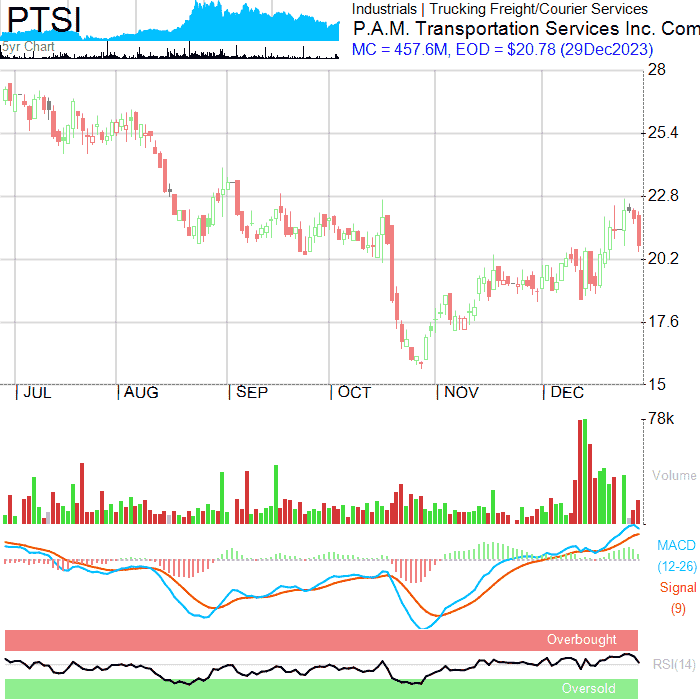 PTSI
5yr Chart
Industrials | Trucking Freight/Courier Services
P.A.M. Transportation Services Inc. Com
MC = 457.6M, EOD = $20.78 (29Dec2023)
28
25.4
22.8
20.2
17.6
15
JUL
AUG
SEP
OCT
NOV
DEC
78k
Volume
MACD
(12-26)
Signal
(9)
Overbought
RSI(14)
Oversold